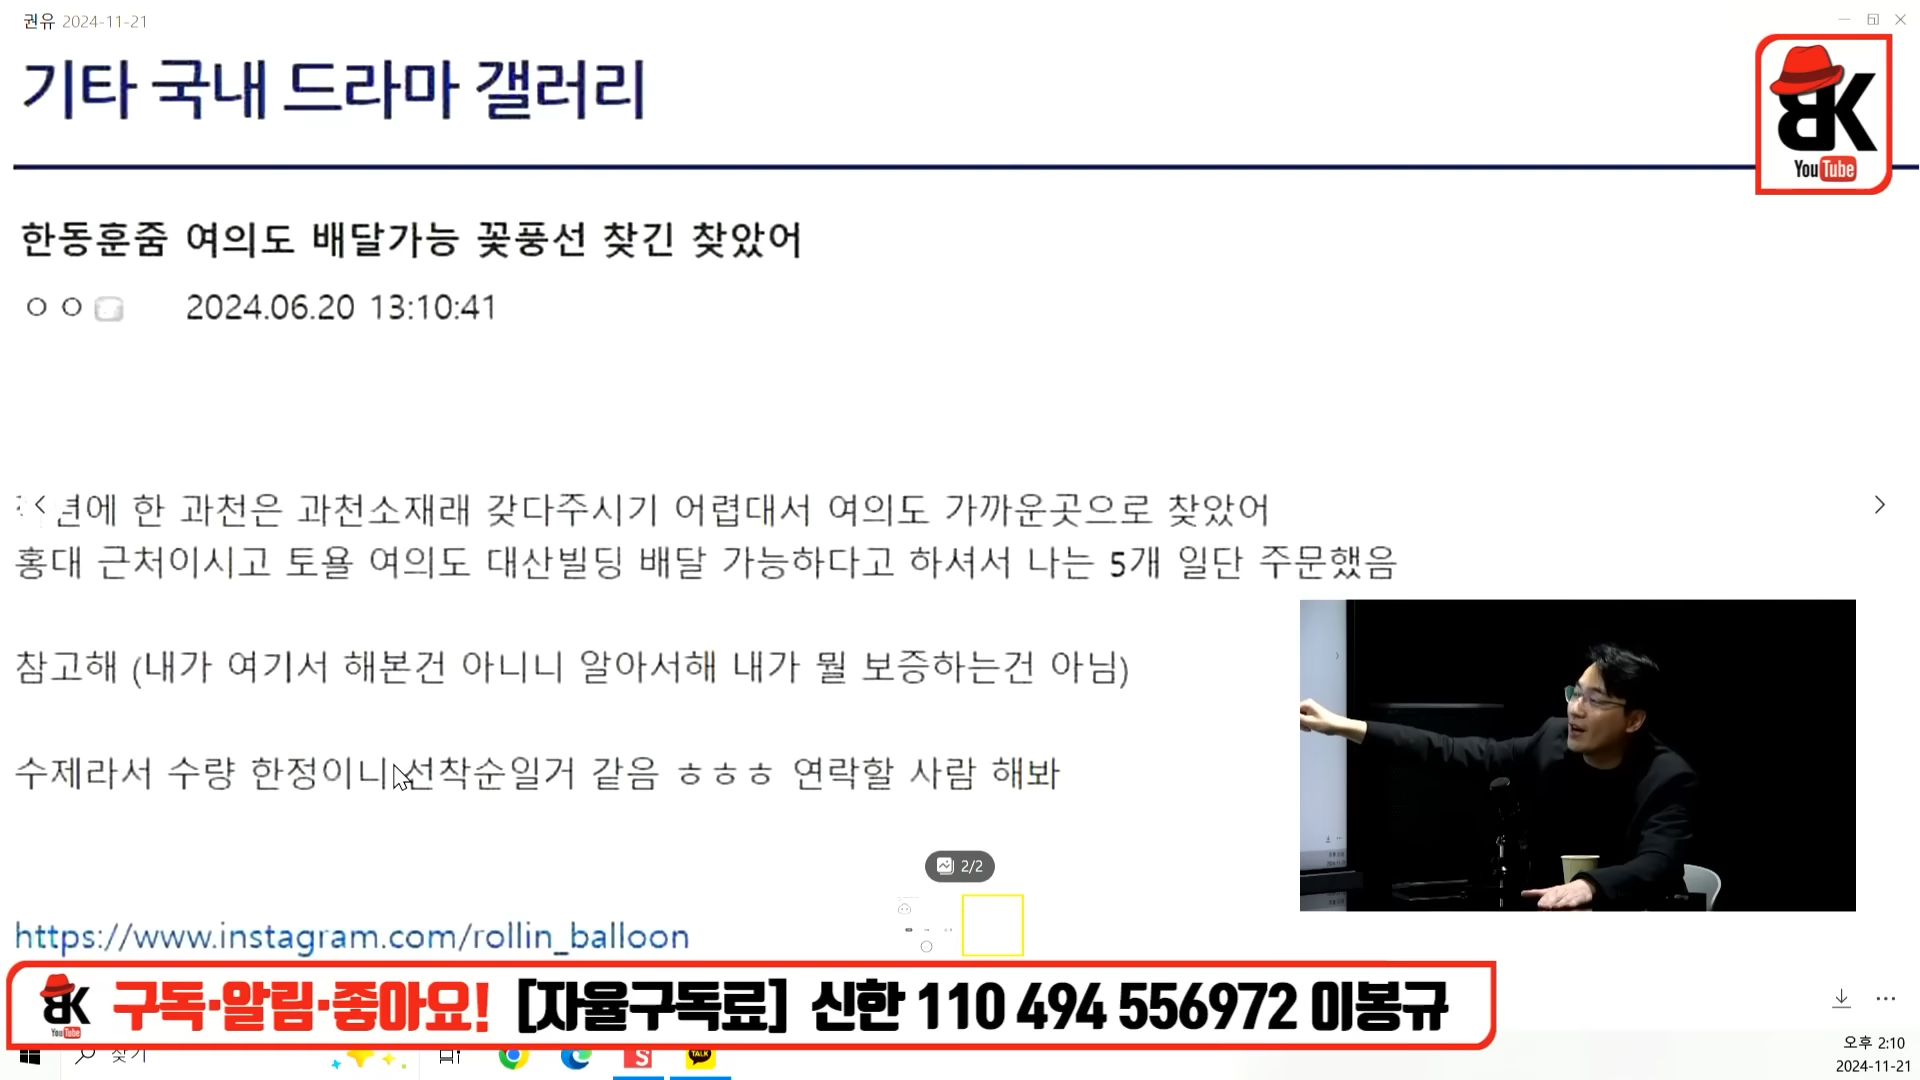 권유 2024-11-21
기타 국내 드라마 갤러리
BK
YouTube
한동훈줌 여의도 배달가능 꽃풍선 찾긴 찾았어
ㅇㅇ 2024.06.20 13:10:41
년에 한 과천은 과천소재래 갖다주시기 어렵대서 여의도 가까운곳으로 찾았어
홍대 근처이시고 토욜 여의도 대산빌딩 배달 가능하다고 하셔서 나는 5개 일단 주문했음
참고해 (내가 여기서 해본건 아니니 알아서해 내가 뭘 보증하는건 아님)
수제라서 수량 한정이니 선착순일거 같음 ㅎㅎㅎ 연락할 사람 해봐
2/2
https://www.instagram.com/rollin_balloon
BK YouTube 구독·알림·좋아요! [자율구독료] 신한 110 494 556972 이봉규
찾기
S
TALK
오후 2:10
2024-11-21